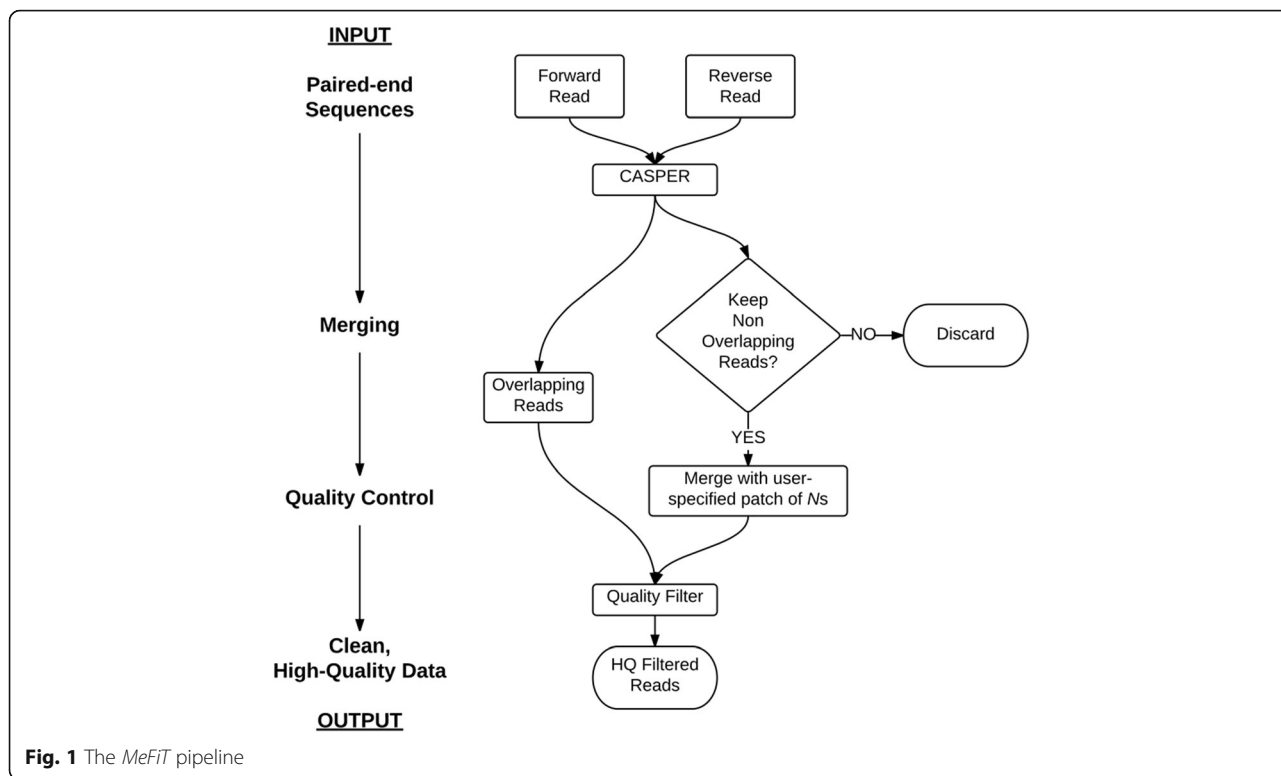 INPUT
Paired-end
Sequences
Merging
Quality Control
Clean,
High-Quality Data
OUTPUT
Forward
Read
Reverse
Read
CASPER
Keep
Non
Overlapping
Reads?
NO
Discard
Overlapping
Reads
YES
Merge with user-
specified patch of Ns
Quality Filter
HQ Filtered
Reads
Fig. 1 The MeFiT pipeline